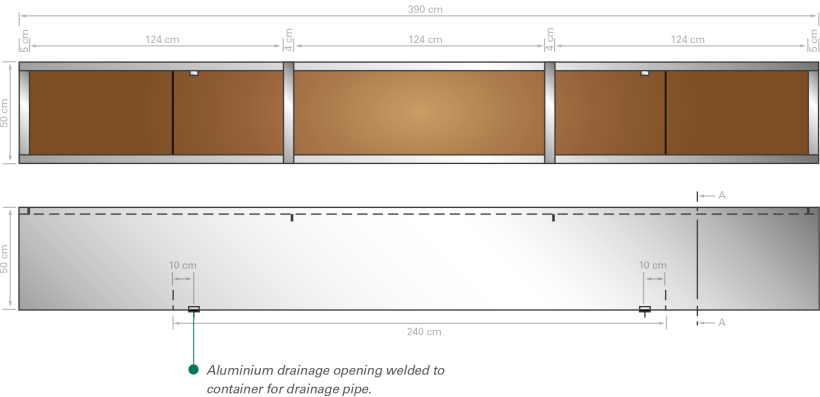 390 cm
5 cm
124 cm
4 cm
124 cm
4 cm
124 cm
5 cm
50 cm
A
50 cm
10 cm
10 cm
A
240 cm
Aluminium drainage opening welded to
container for drainage pipe.